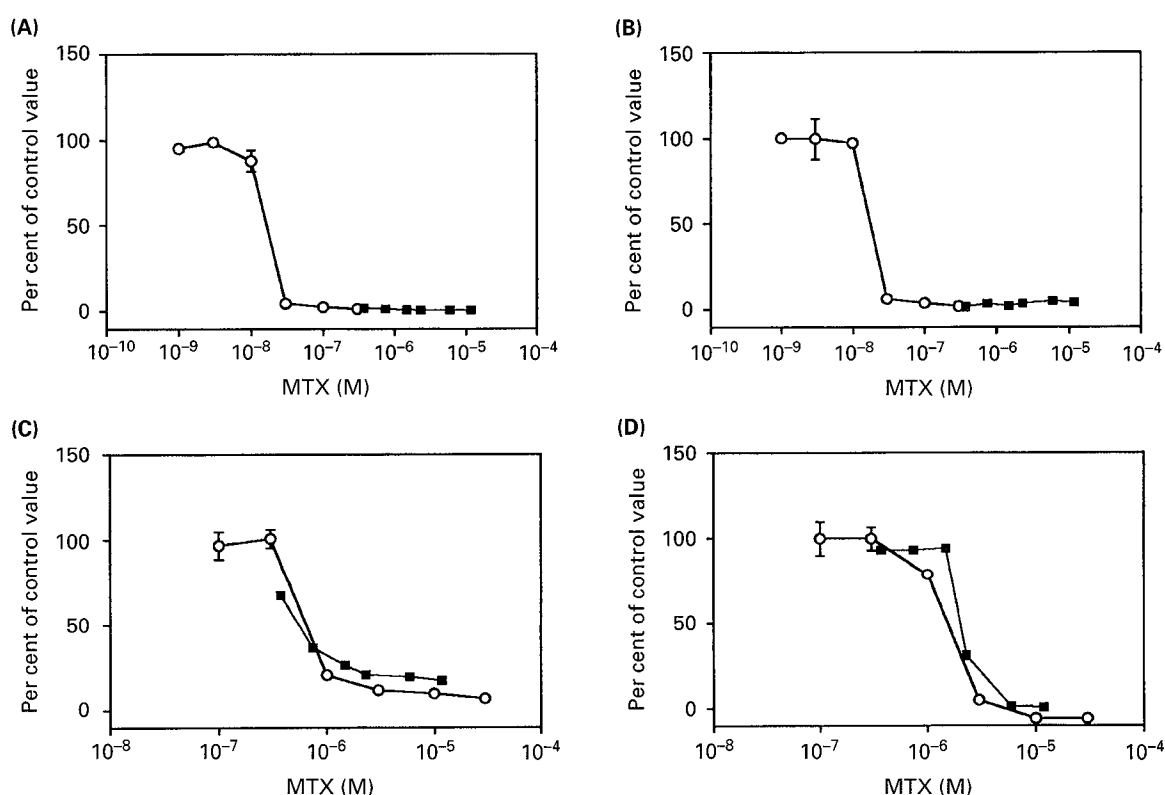 (A)
150
100
50
0
Per cent of control value
10⁻¹⁰ 10⁻⁹ 10⁻⁸ 10⁻⁷ 10⁻⁶ 10⁻⁵ 10⁻⁴
MTX (M)
(B)
150
100
50
0
Per cent of control value
10⁻¹⁰ 10⁻⁹ 10⁻⁸ 10⁻⁷ 10⁻⁶ 10⁻⁵ 10⁻⁴
MTX (M)
(C)
150
100
50
0
Per cent of control value
10⁻⁸ 10⁻⁷ 10⁻⁶ 10⁻⁵ 10⁻⁴
MTX (M)
(D)
150
100
50
0
Per cent of control value
10⁻⁸ 10⁻⁷ 10⁻⁶ 10⁻⁵ 10⁻⁴
MTX (M)